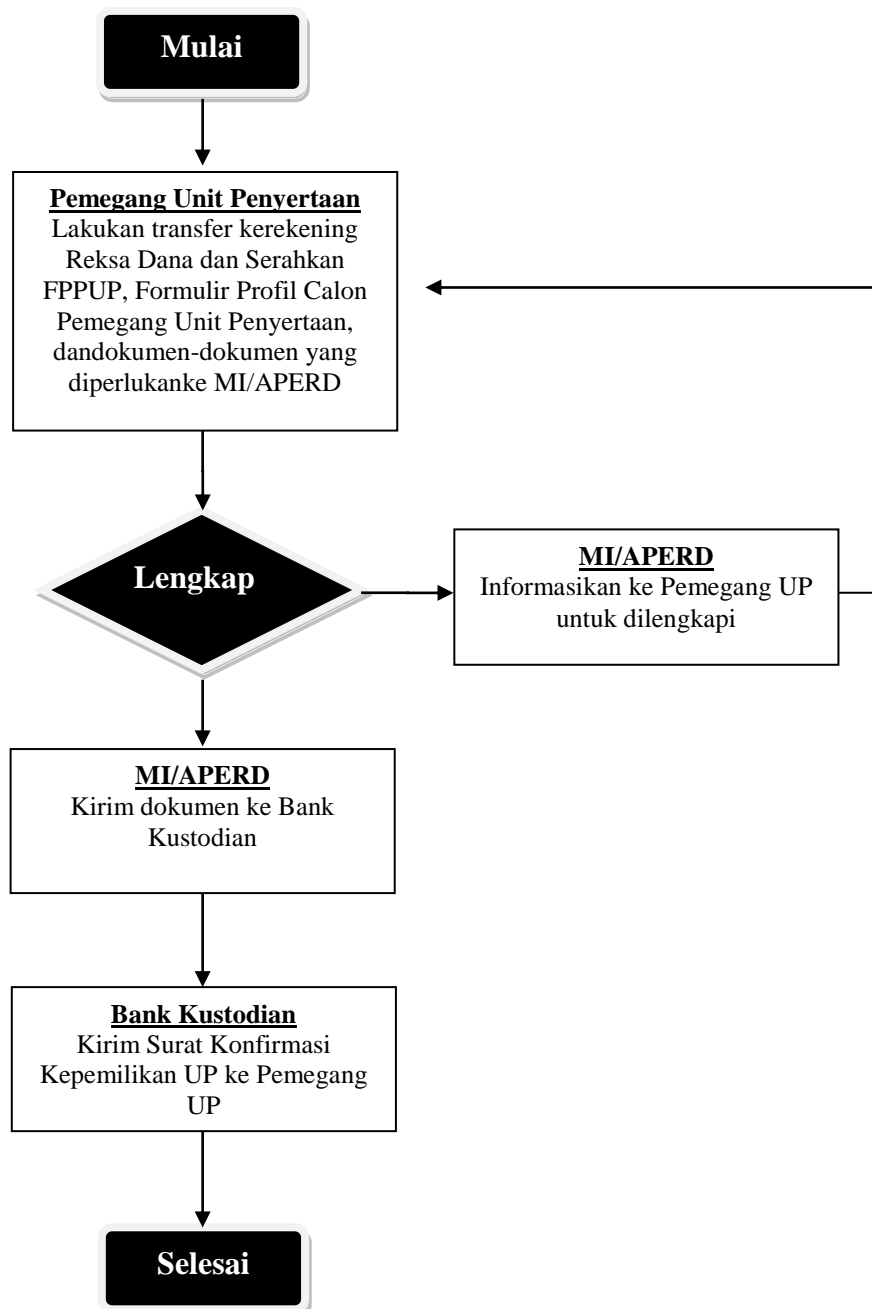 Mulai
Pemegang Unit Penyertaan
Lakukan transfer kerekening
Reksa Dana dan Serahkan
FPPUP, Formulir Profil Calon
Pemegang Unit Penyertaan,
dandokumen-dokumen yang
diperlukanke MI/APERD
Lengkap
MI/APERD
Informasikan ke Pemegang UP
untuk dilengkapi
MI/APERD
Kirim dokumen ke Bank
Kustodian
Bank Kustodian
Kirim Surat Konfirmasi
Kepemilikan UP ke Pemegang
UP
Selesai